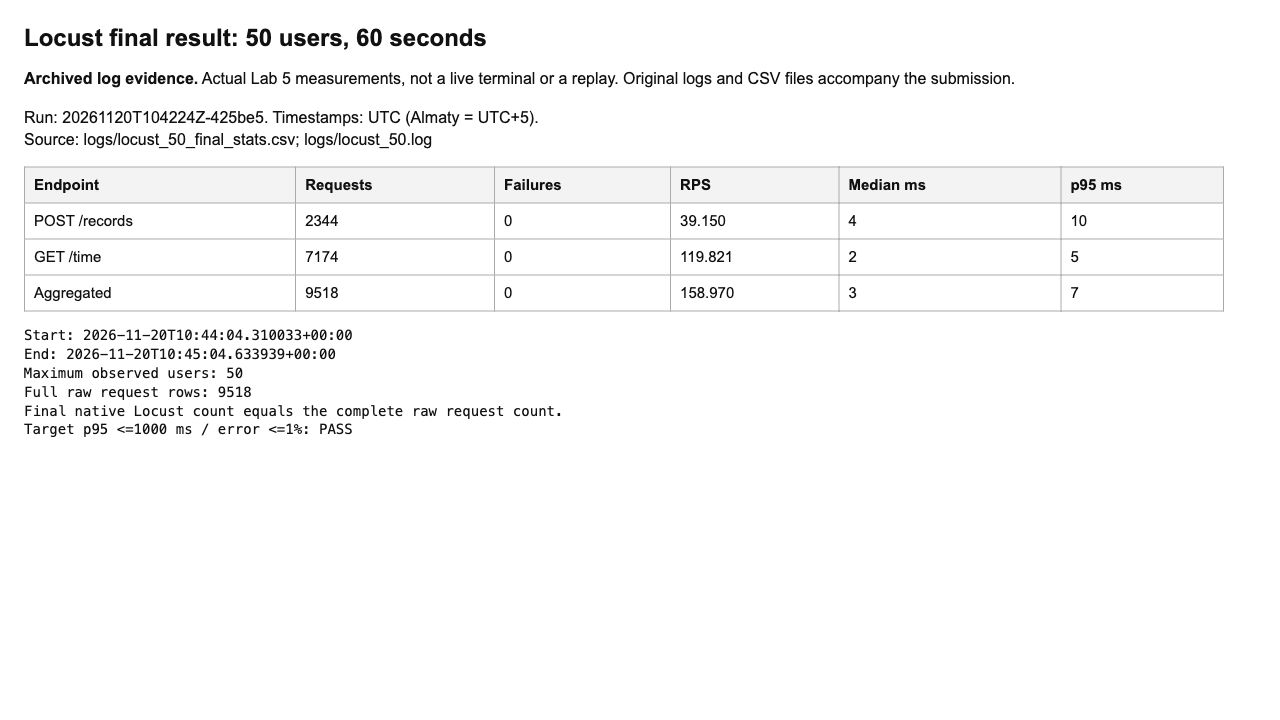 Locust final result: 50 users, 60 seconds
Archived log evidence. Actual Lab 5 measurements, not a live terminal or a replay. Original logs and CSV files accompany the submission.
Run: 20261120T104224Z-425be5. Timestamps: UTC (Almaty = UTC+5).
Source: logs/locust_50_final_stats.csv; logs/locust_50.log
Endpoint Requests Failures RPS Median ms p95 ms
POST /records 2344 0 39.150 4 10
GET /time 7174 0 119.821 2 5
Aggregated 9518 0 158.970 3 7
Start: 2026-11-20T10:44:04.310033+00:00
End: 2026-11-20T10:45:04.633939+00:00
Maximum observed users: 50
Full raw request rows: 9518
Final native Locust count equals the complete raw request count.
Target p95 <=1000 ms / error <=1%: PASS